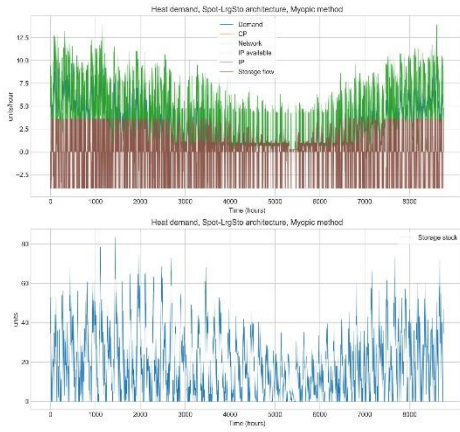 Heat demand, Spot-LrgSto architecture, Myopic method
Demand
CP
Network
IP available
IP
Storage flow
12.5
10.0
7.5
5.0
2.5
0.0
−2.5
units/hour
0 1000 2000 3000 4000 5000 6000 7000 8000
Time (hours)
Heat demand, Spot-LrgSto architecture, Myopic method
Storage stock
80
60
40
20
0
units
0 1000 2000 3000 4000 5000 6000 7000 8000
Time (hours)